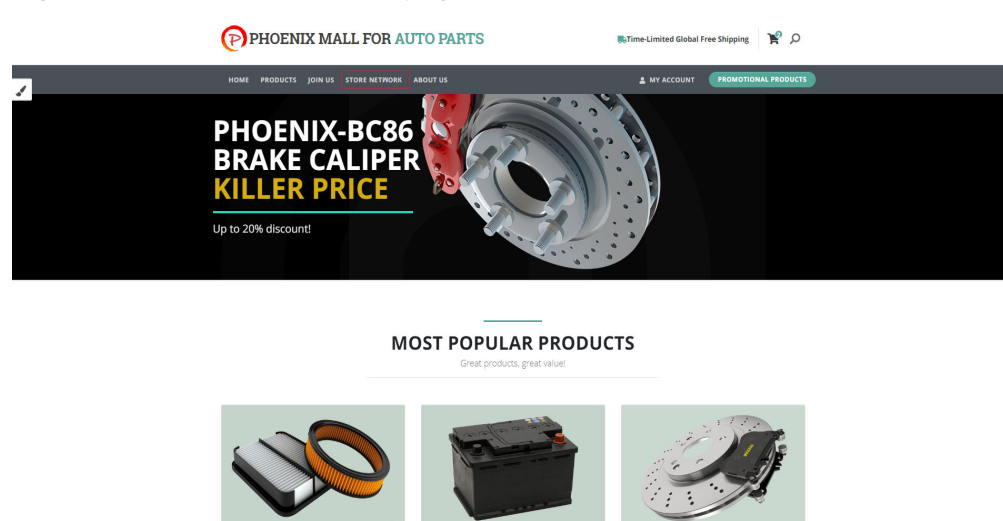 PHOENIX MALL FOR AUTO PARTS
Time-Limited Global Free Shipping
HOME PRODUCTS JOIN US STORE NETWORK ABOUT US
MY ACCOUNT PROMOTIONAL PRODUCTS
PHOENIX-BC86
BRAKE CALIPER
KILLER PRICE
Up to 20% discount!
MOST POPULAR PRODUCTS
Great products, great value!